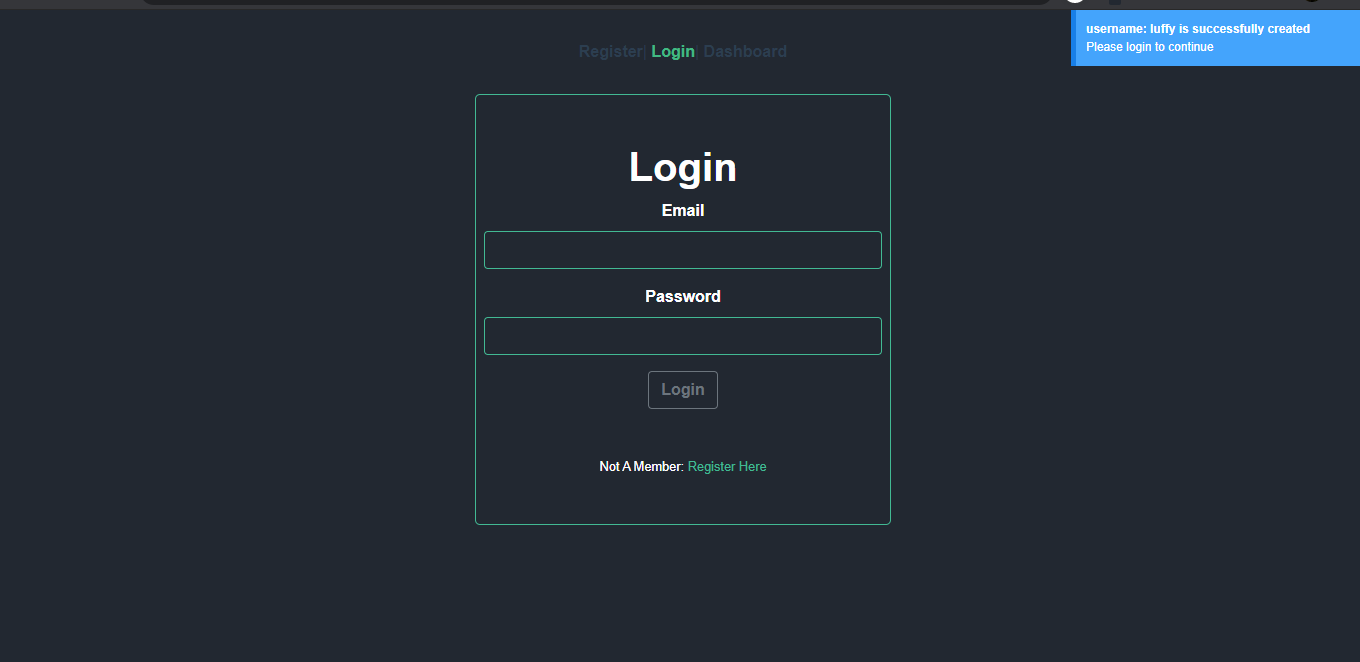 username: luffy is successfully created
Please login to continue
Register| Login| Dashboard
Login
Email
Password
Login
Not A Member: Register Here